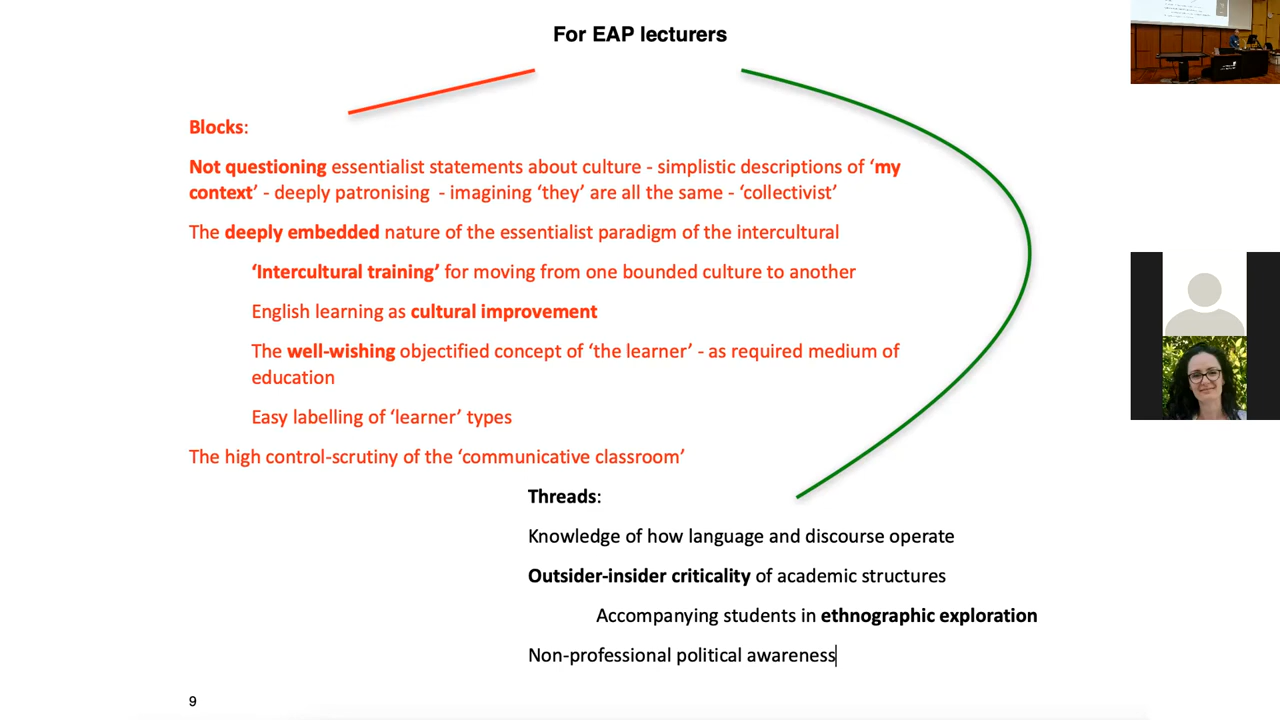 For EAP lecturers
Blocks:
Not questioning essentialist statements about culture - simplistic descriptions of ‘my
context’ - deeply patronising  - imagining ‘they’ are all the same - ‘collectivist’
The deeply embedded nature of the essentialist paradigm of the intercultural
‘Intercultural training’ for moving from one bounded culture to another
English learning as cultural improvement
The well-wishing objectified concept of ‘the learner’ - as required medium of
education
Easy labelling of ‘learner’ types
The high control-scrutiny of the ‘communicative classroom’
Threads:
Knowledge of how language and discourse operate
Outsider-insider criticality of academic structures
Accompanying students in ethnographic exploration
Non-professional political awareness
9